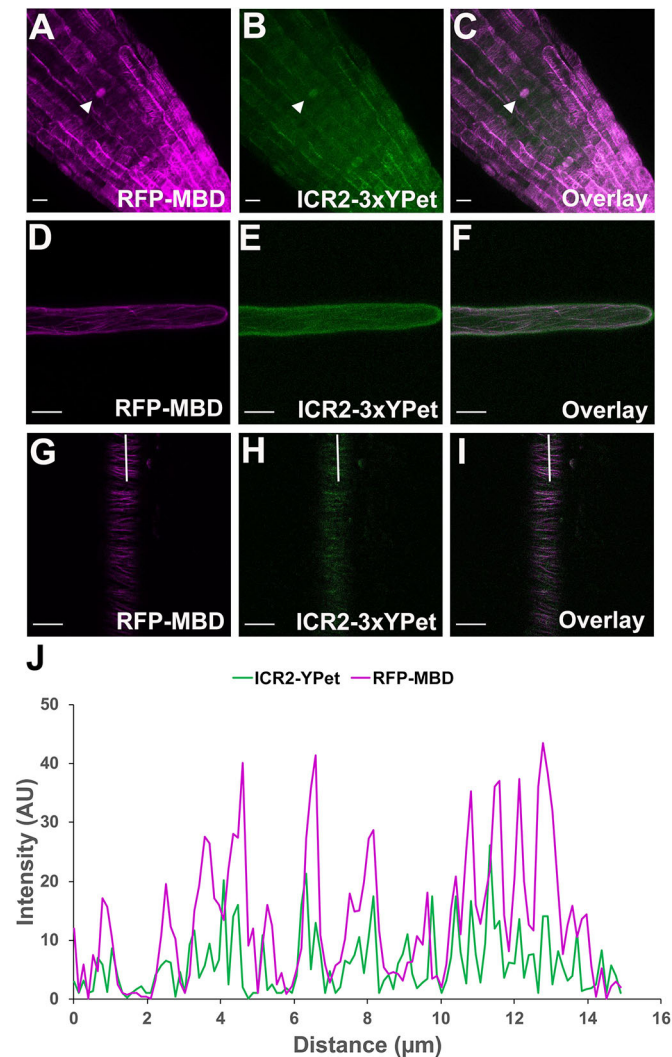 A B C
RFP-MBD ICR2-3xYPet Overlay
D E F
RFP-MBD ICR2-3xYPet Overlay
G H I
RFP-MBD ICR2-3xYPet Overlay
J
ICR2-YPet RFP-MBD
50
40
30
20
10
0
Intensity (AU)
0 2 4 6 8 10 12 14 16
Distance (µm)